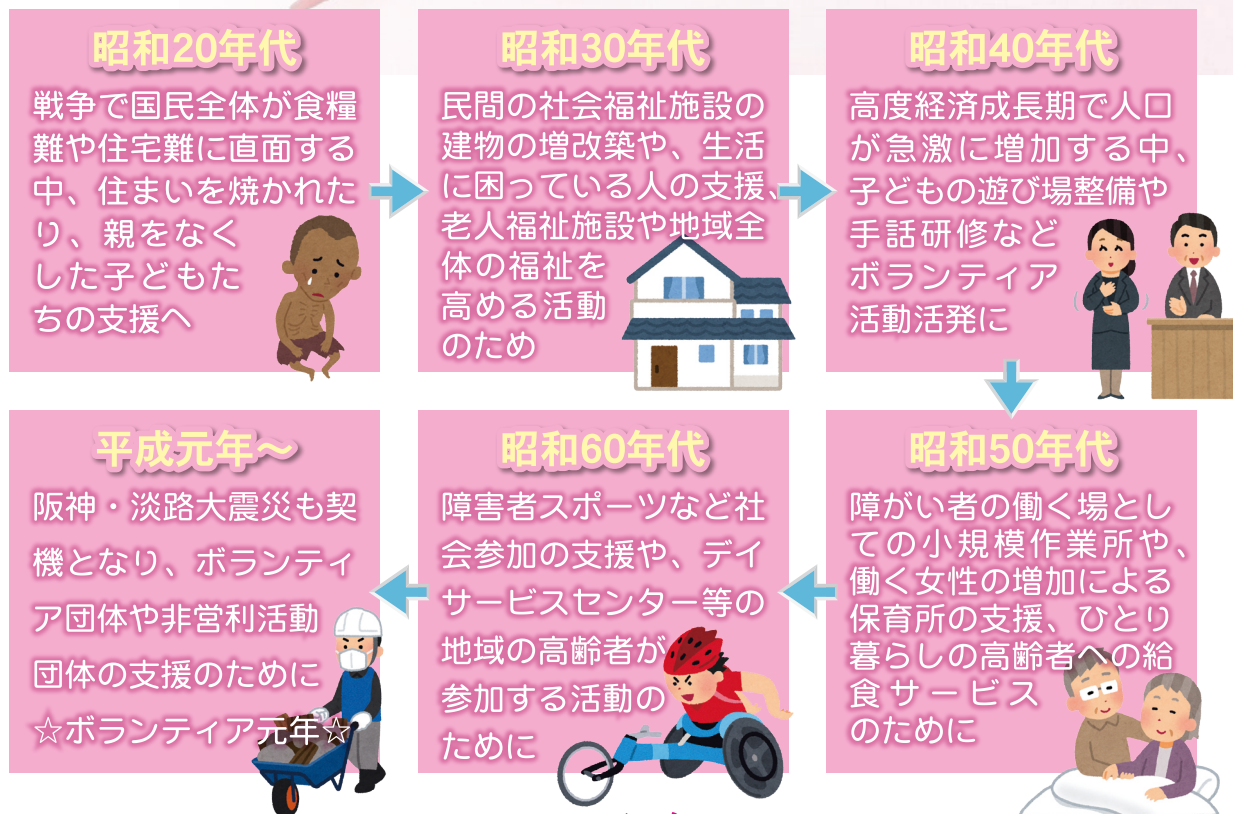 昭和20年代
戦争で国民全体が食糧
難や住宅難に直面する
中、住まいを焼かれた
り、親をなく
した子どもた
ちの支援へ
昭和30年代
民間の社会福祉施設の
建物の増改築や、生活
に困っている人の支援、
老人福祉施設や地域全
体の福祉を
高める活動
のため
昭和40年代
高度経済成長期で人口
が急激に増加する中、
子どもの遊び場整備や
手話研修など
ボランティア
活動活発に
昭和50年代
障がい者の働く場とし
ての小規模作業所や、
働く女性の増加による
保育所の支援、ひとり
暮らしの高齢者への給
食サービス
のために
昭和60年代
障害者スポーツなど社
会参加の支援や、デイ
サービスセンター等の
地域の高齢者が
参加する活動の
ために
平成元年～
阪神・淡路大震災も契
機となり、ボランティ
ア団体や非営利活動
団体の支援のために
☆ボランティア元年☆